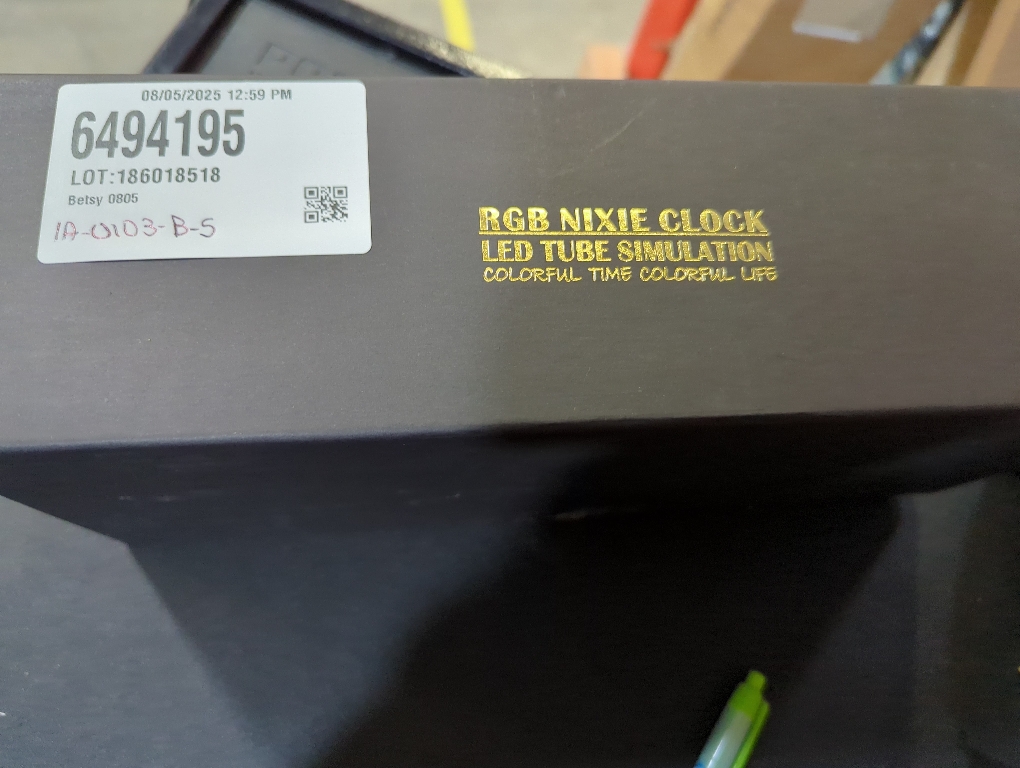 08/05/2025 12:59 PM
6494195
LOT:186018518
Betsy 0805
1A-0103-B-5
RGB NIXIE CLOCK
LED TUBE SIMULATION
COLORFUL TIME COLORFUL LIFE